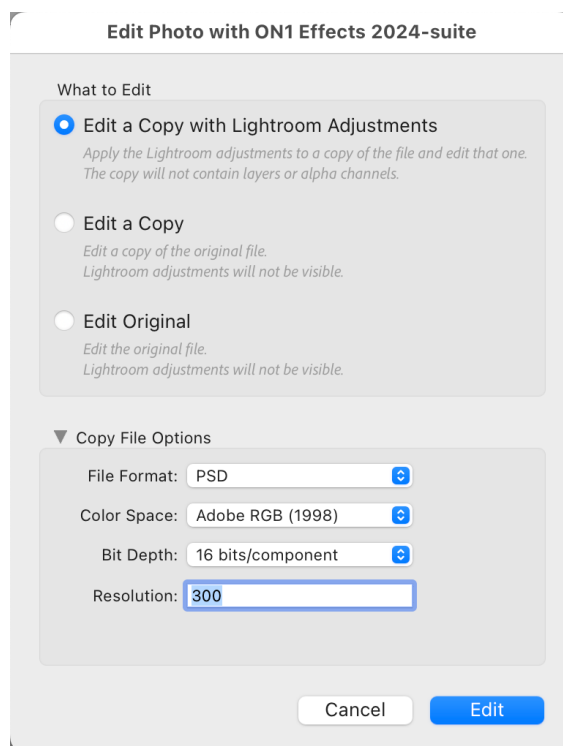 Edit Photo with ON1 Effects 2024-suite
What to Edit
Edit a Copy with Lightroom Adjustments
Apply the Lightroom adjustments to a copy of the file and edit that one.
The copy will not contain layers or alpha channels.
Edit a Copy
Edit a copy of the original file.
Lightroom adjustments will not be visible.
Edit Original
Edit the original file.
Lightroom adjustments will not be visible.
Copy File Options
File Format: PSD
Color Space: Adobe RGB (1998)
Bit Depth: 16 bits/component
Resolution: 300
Cancel Edit